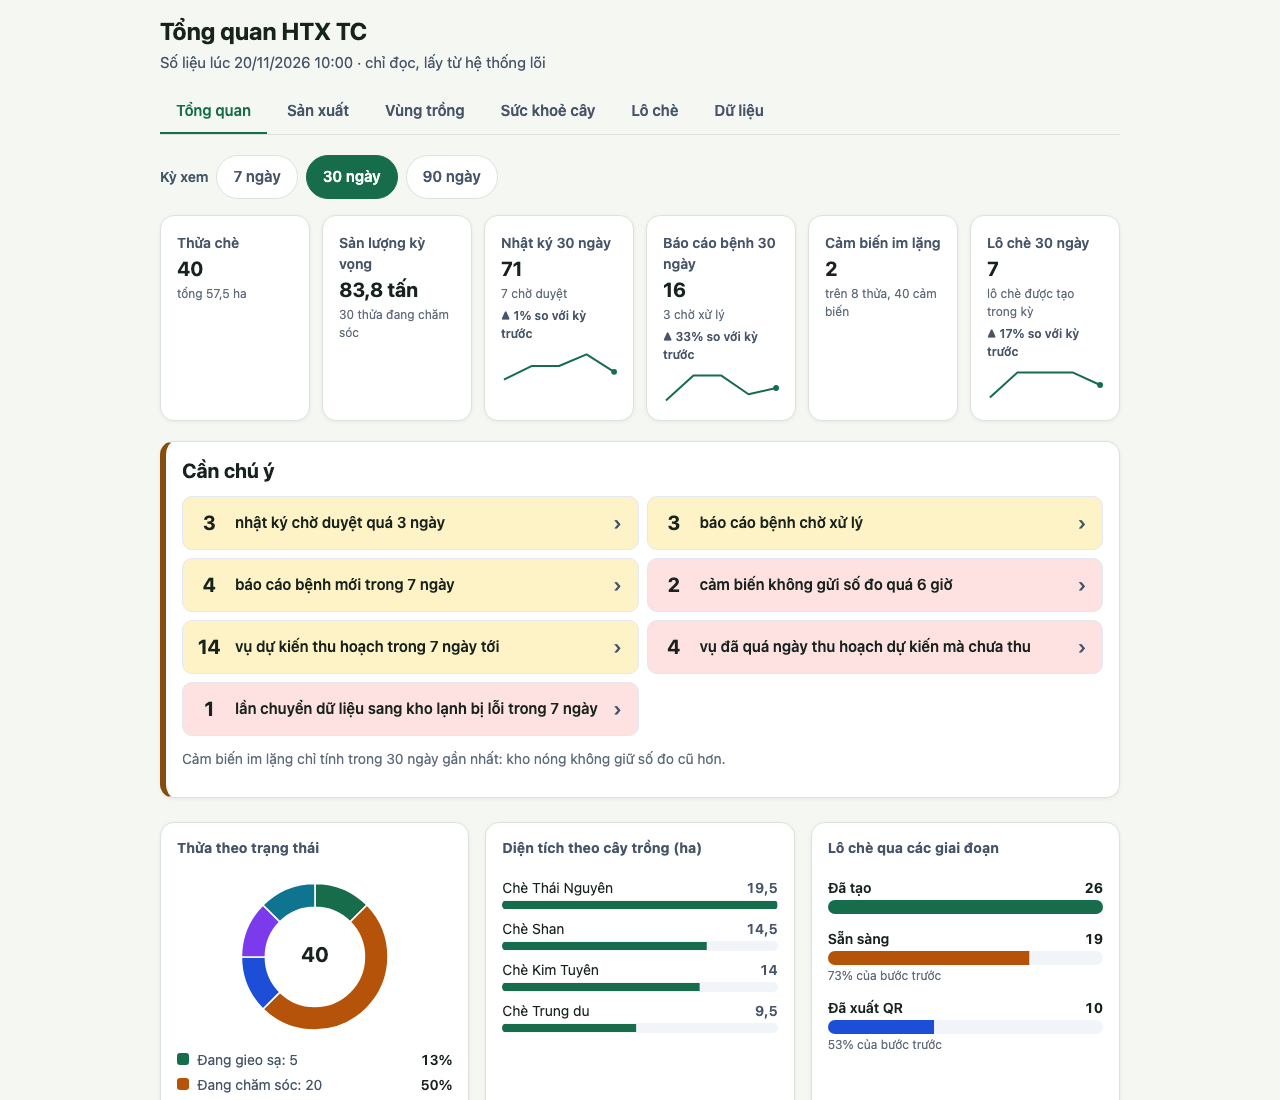 Tổng quan HTX TC
Số liệu lúc 20/11/2026 10:00 · chỉ đọc, lấy từ hệ thống lõi
Tổng quan
Sản xuất
Vùng trồng
Sức khoẻ cây
Lô chè
Dữ liệu
Kỳ xem
7 ngày
30 ngày
90 ngày
Thửa chè
40
tổng 57,5 ha
Sản lượng kỳ
vọng
83,8 tấn
30 thửa đang chăm
sóc
Nhật ký 30 ngày
71
7 chờ duyệt
▲ 1% so với kỳ
trước
Báo cáo bệnh 30
ngày
16
3 chờ xử lý
▲ 33% so với kỳ
trước
Cảm biến im lặng
2
trên 8 thửa, 40 cảm
biến
Lô chè 30 ngày
7
lô chè được tạo
trong kỳ
▲ 17% so với kỳ
trước
Cần chú ý
3 nhật ký chờ duyệt quá 3 ngày ›
3 báo cáo bệnh chờ xử lý ›
4 báo cáo bệnh mới trong 7 ngày ›
2 cảm biến không gửi số đo quá 6 giờ ›
14 vụ dự kiến thu hoạch trong 7 ngày tới ›
4 vụ đã quá ngày thu hoạch dự kiến mà chưa thu ›
1 lần chuyển dữ liệu sang kho lạnh bị lỗi trong 7 ngày ›
Cảm biến im lặng chỉ tính trong 30 ngày gần nhất: kho nóng không giữ số đo cũ hơn.
Thửa theo trạng thái
40
Đang gieo sạ: 5 13%
Đang chăm sóc: 20 50%
Diện tích theo cây trồng (ha)
Chè Thái Nguyên 19,5
Chè Shan 14,5
Chè Kim Tuyên 14
Chè Trung du 9,5
Lô chè qua các giai đoạn
Đã tạo 26
Sẵn sàng 19
73% của bước trước
Đã xuất QR 10
53% của bước trước